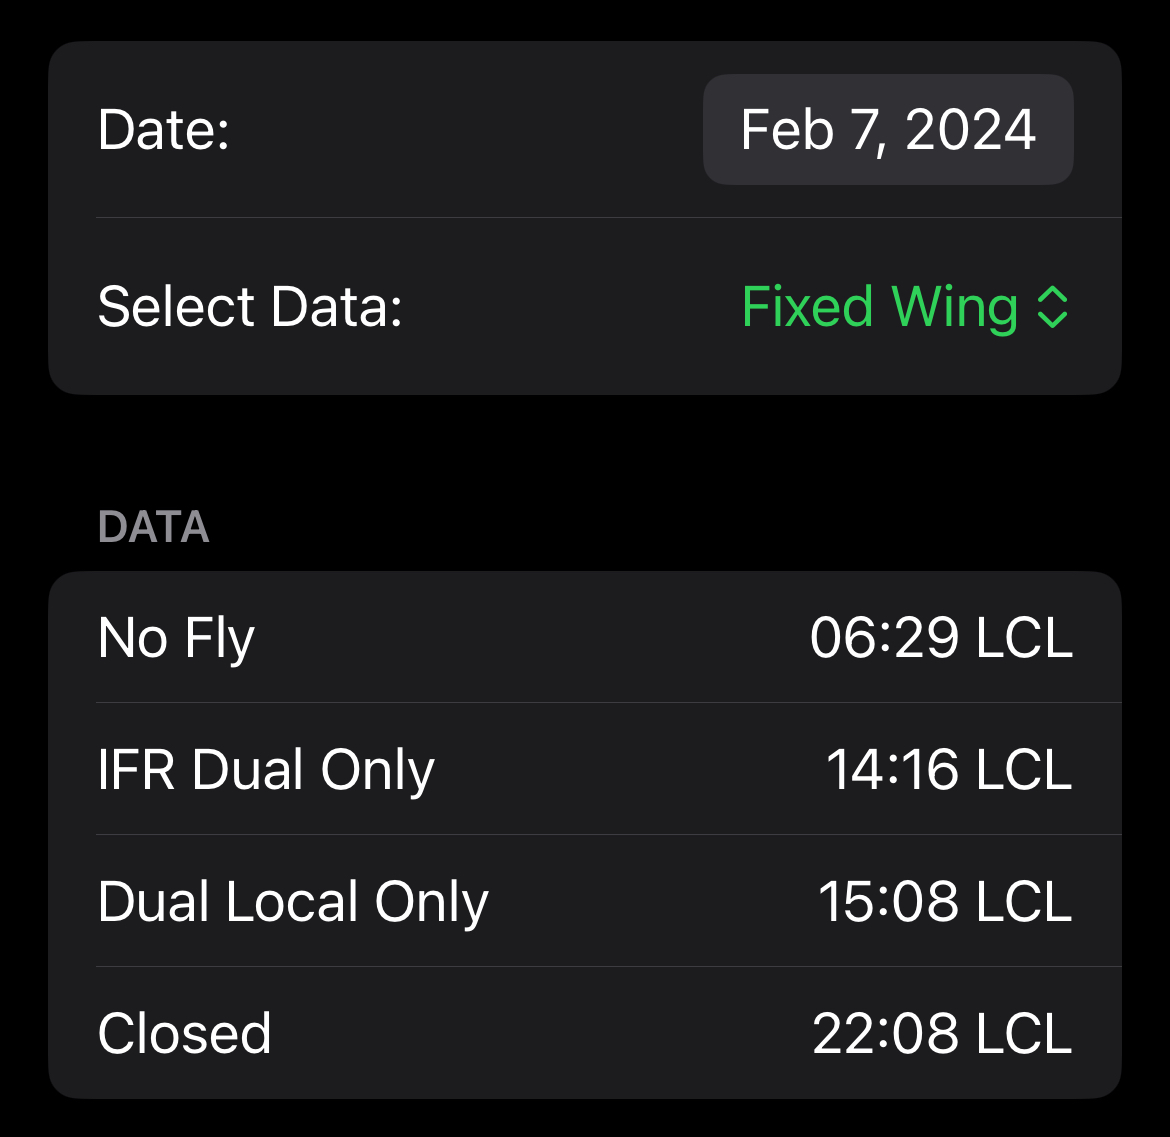 Date: Feb 7, 2024
Select Data: Fixed Wing
DATA
No Fly 06:29 LCL
IFR Dual Only 14:16 LCL
Dual Local Only 15:08 LCL
Closed 22:08 LCL